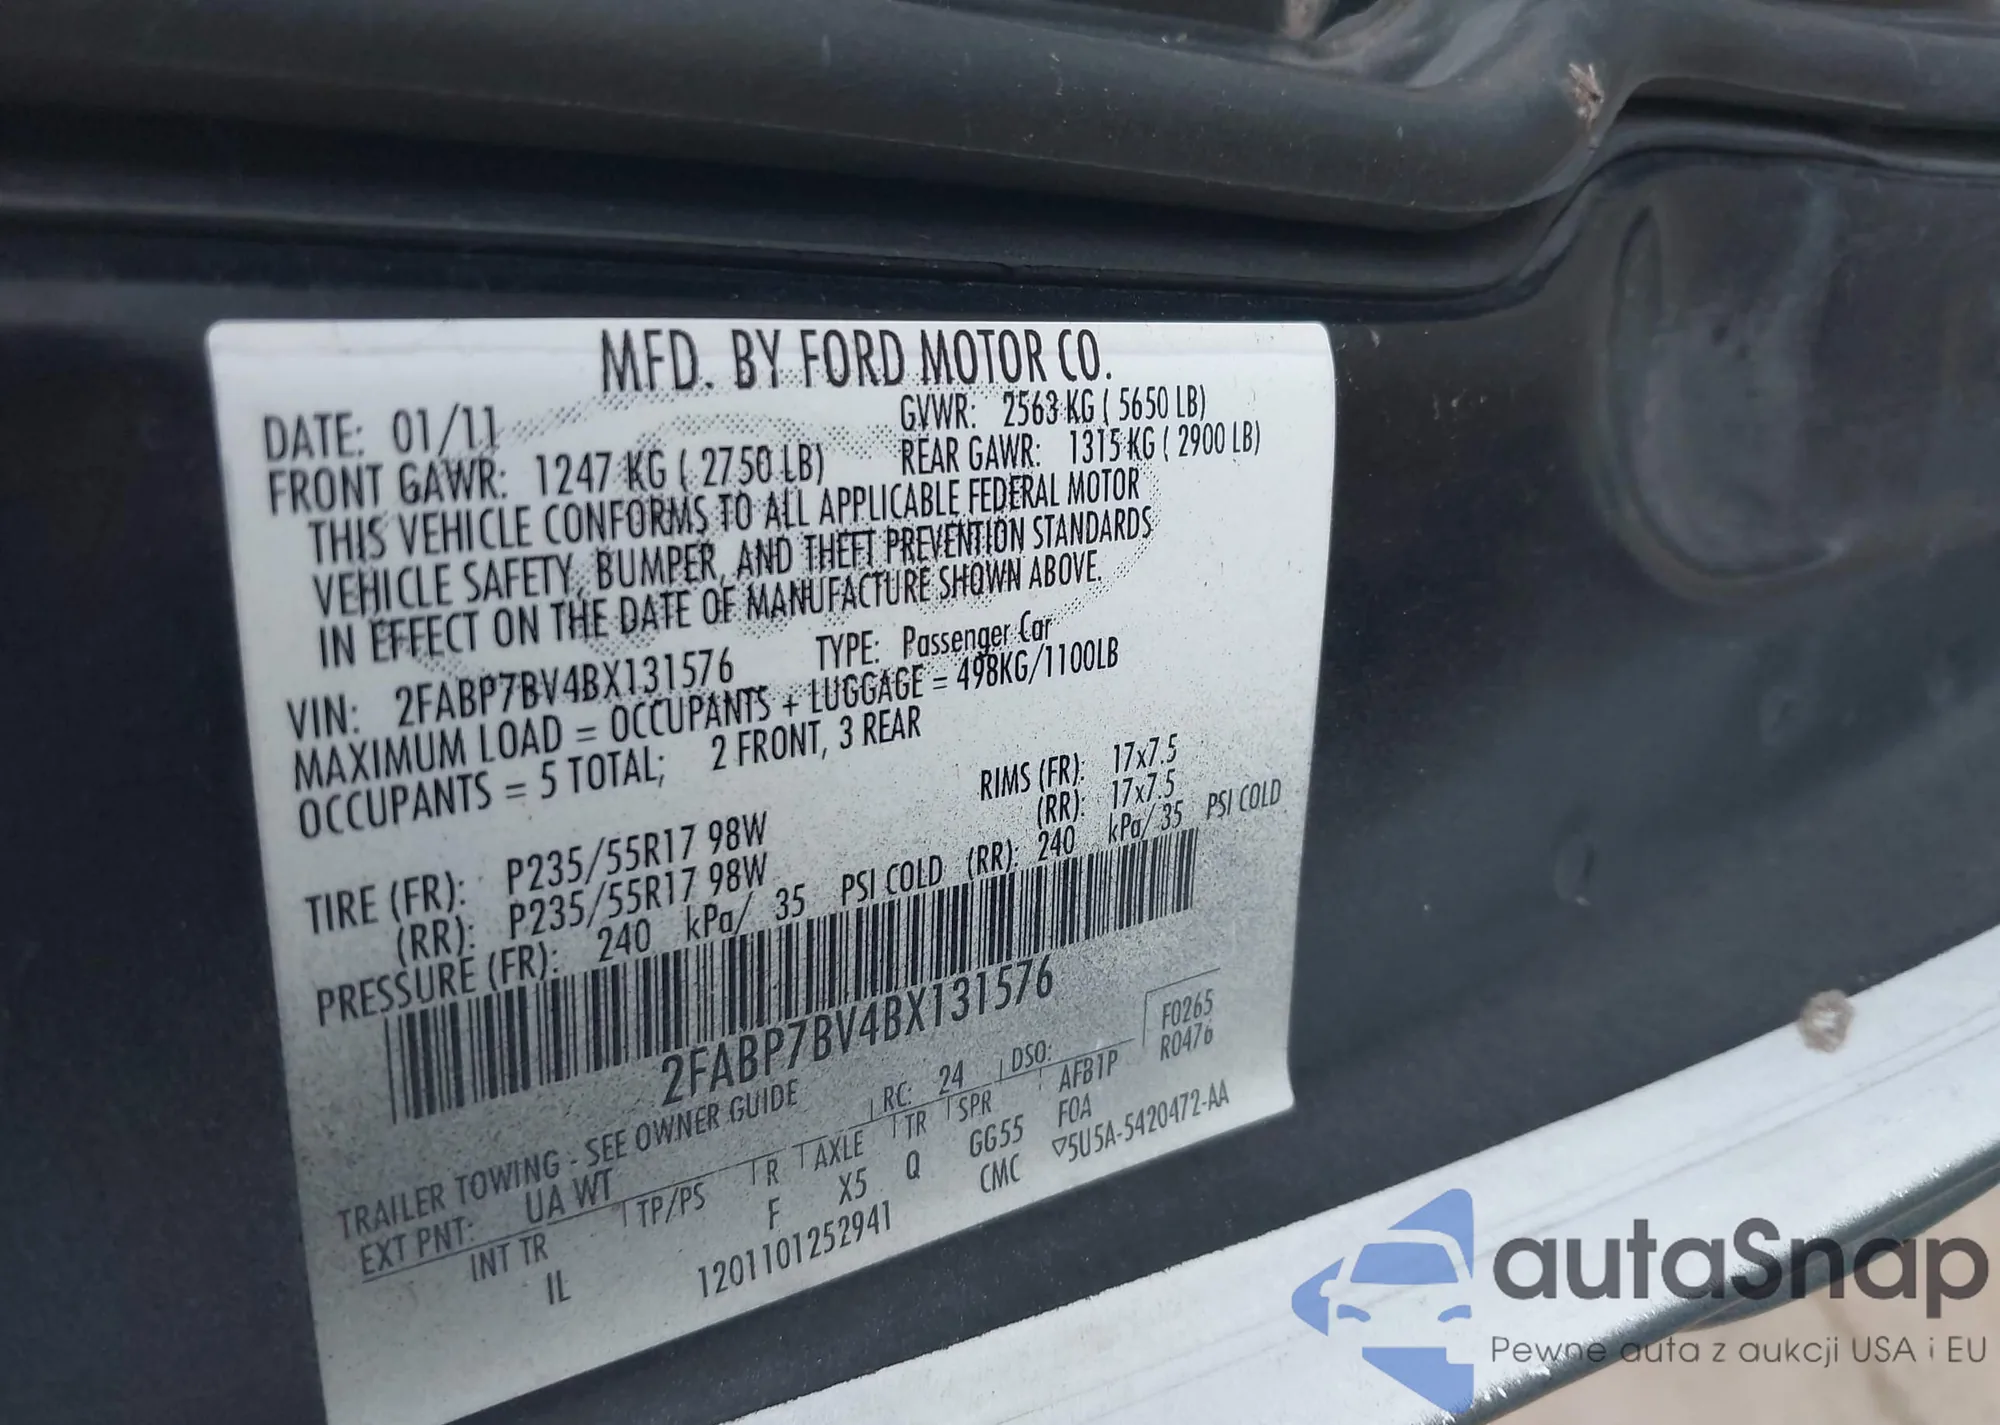 MFD. BY FORD MOTOR CO.
DATE: 01/11 GVWR: 2563 KG ( 5650 LB)
FRONT GAWR: 1247 KG ( 2750 LB) REAR GAWR: 1315 KG ( 2900 LB)
THIS VEHICLE CONFORMS TO ALL APPLICABLE FEDERAL MOTOR
VEHICLE SAFETY, BUMPER, AND THEFT PREVENTION STANDARDS
IN EFFECT ON THE DATE OF MANUFACTURE SHOWN ABOVE.
VIN: 2FABP7BV4BX131576 TYPE: Passenger Car
MAXIMUM LOAD = OCCUPANTS + LUGGAGE = 498KG/1100LB
OCCUPANTS = 5 TOTAL; 2 FRONT, 3 REAR
RIMS (FR): 17x7.5
TIRE (FR): P235/55R17 98W (RR): 17x7.5
(RR): P235/55R17 98W
PRESSURE (FR): 240 kPa/ 35 PSI COLD (RR): 240 kPa/ 35 PSI COLD
2FABP7BV4BX131576
TRAILER TOWING - SEE OWNER GUIDE
F0265
R0476
EXT PNT: UA WT RC: 24 DSO:
INT TR TP/PS R AXLE TR SPR AFB1P
IL F X5 Q GG55 FOA
1201101252941 CMC ▽5U5A-5420472-AA
autaSnap
Pewne auta z aukcji USA i EU